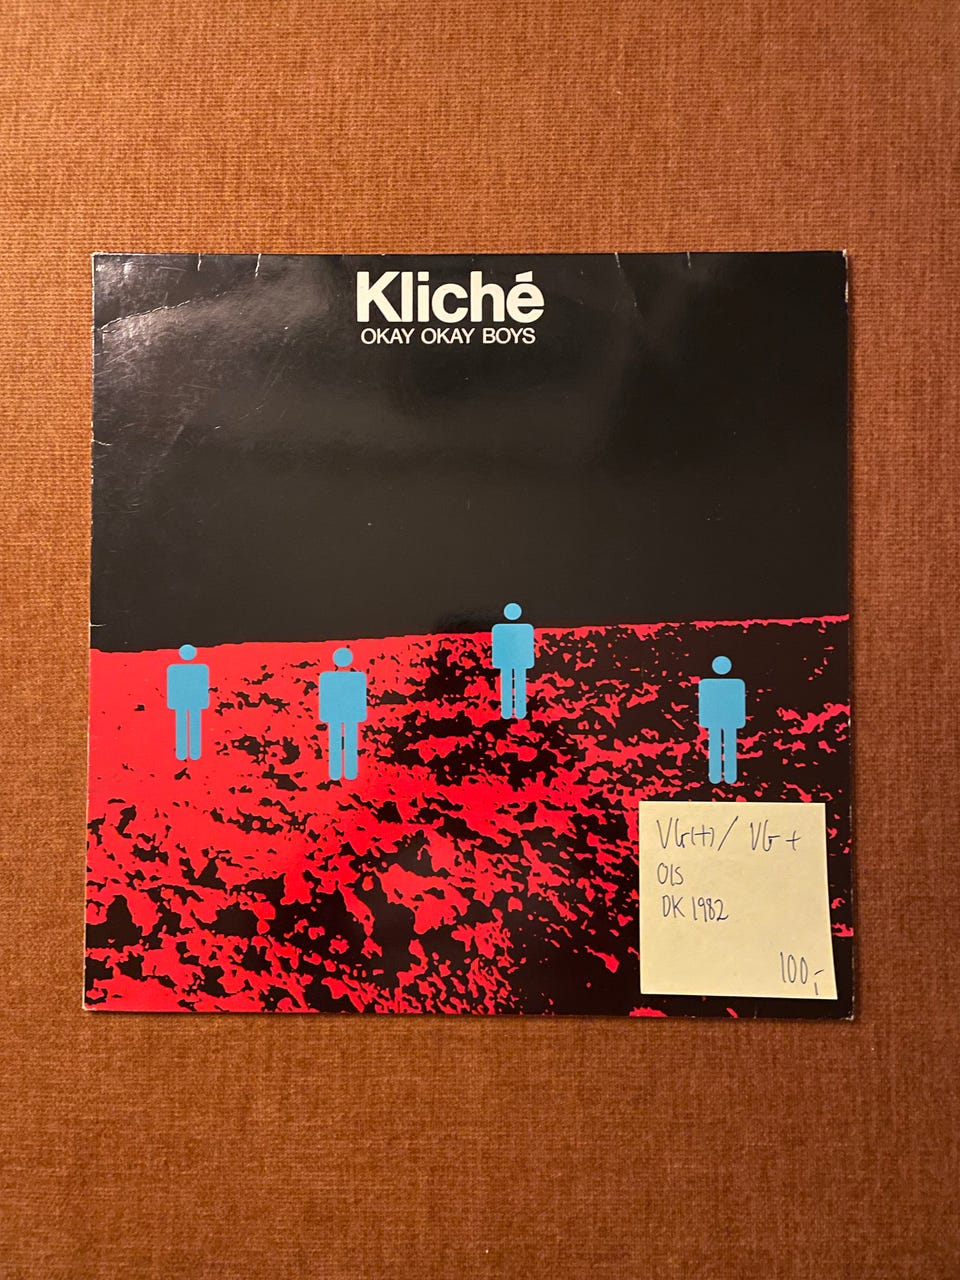 Kliché
OKAY OKAY BOYS
VG(+)/ VG+
OIS
DK 1982
100,-